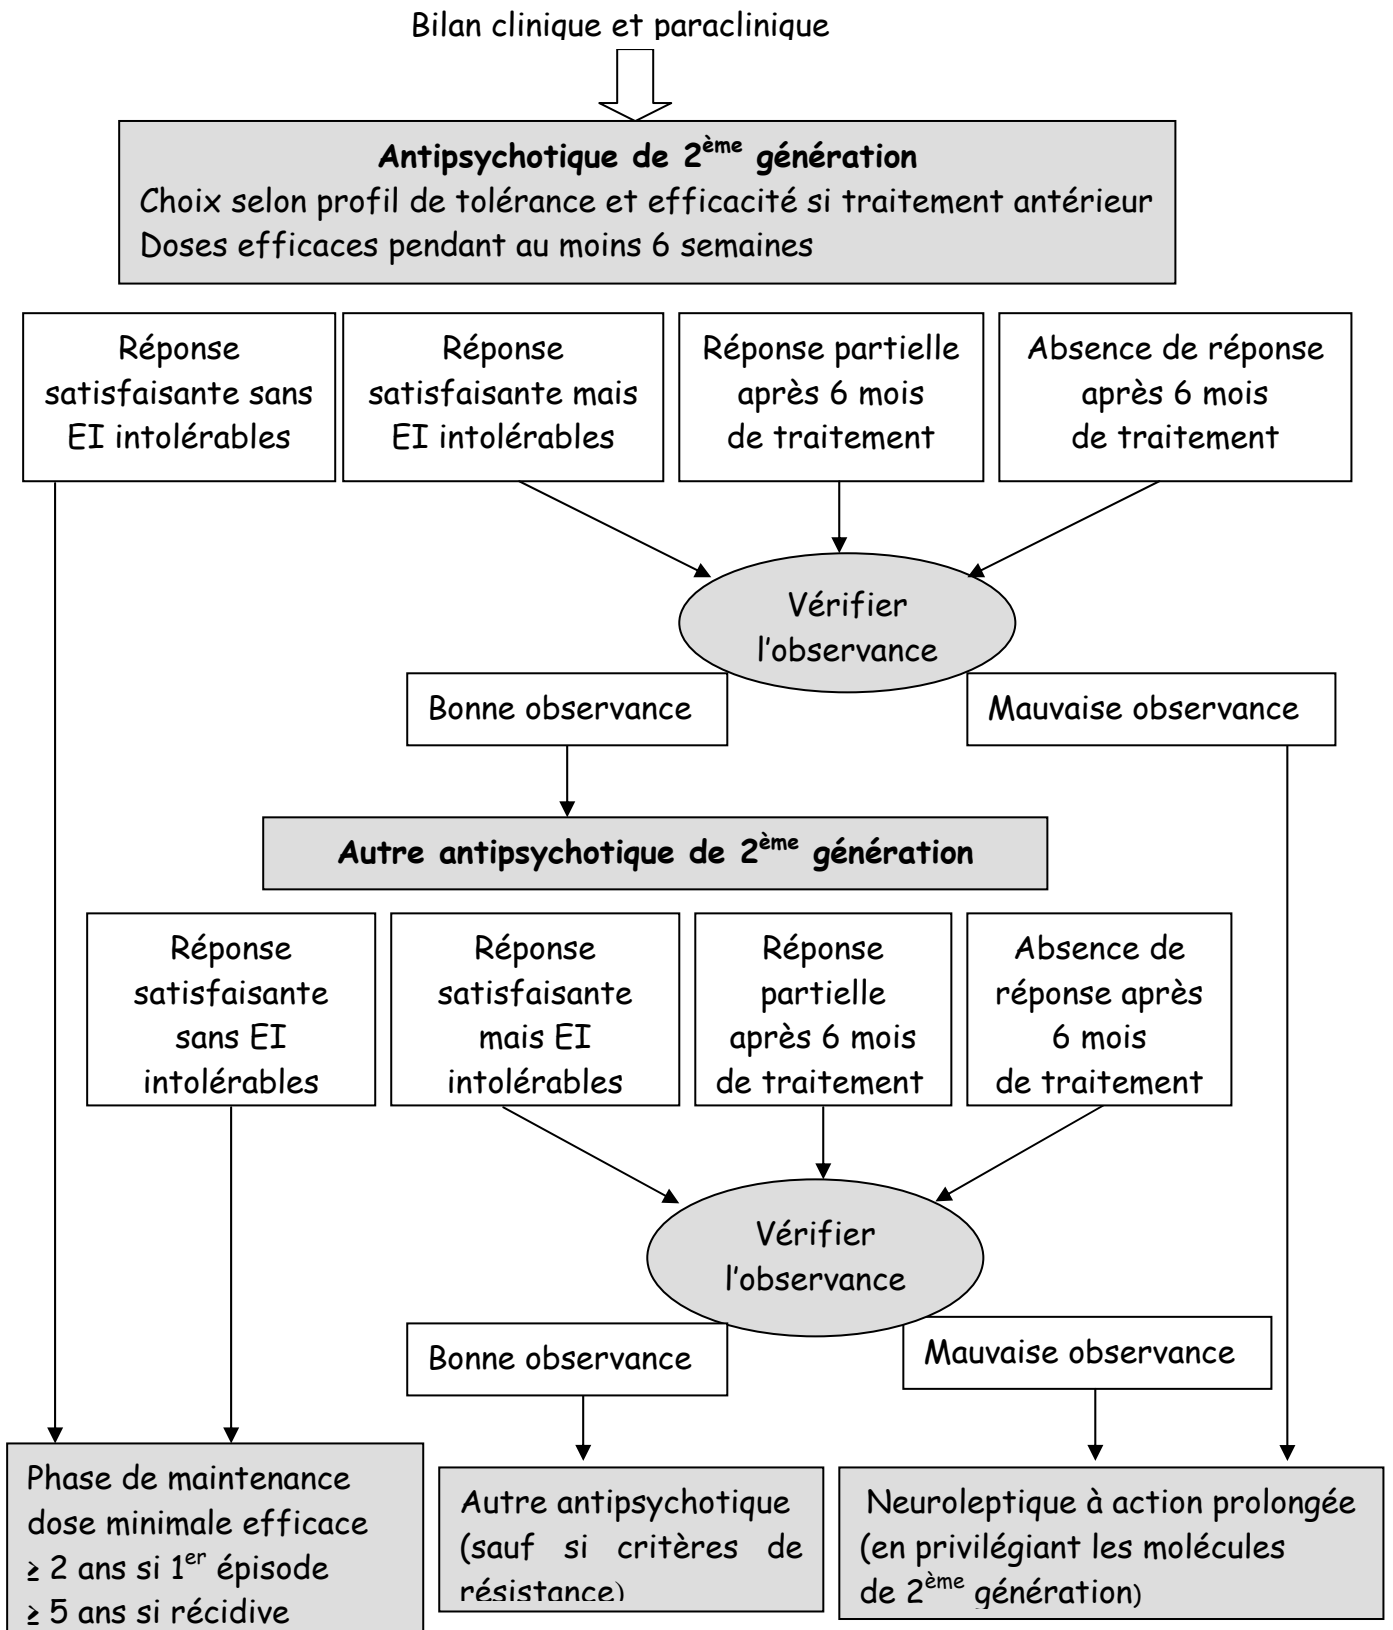 Bilan clinique et paraclinique
Antipsychotique de 2ème génération
Choix selon profil de tolérance et efficacité si traitement antérieur
Doses efficaces pendant au moins 6 semaines
Réponse
satisfaisante sans
EI intolérables
Réponse
satisfaisante mais
EI intolérables
Réponse partielle
après 6 mois
de traitement
Absence de réponse
après 6 mois
de traitement
Vérifier
l'observance
Bonne observance
Mauvaise observance
Autre antipsychotique de 2ème génération
Réponse
satisfaisante
sans EI
intolérables
Réponse
satisfaisante
mais EI
intolérables
Réponse
partielle
après 6 mois
de traitement
Absence de
réponse après
6 mois
de traitement
Vérifier
l'observance
Bonne observance
Mauvaise observance
Phase de maintenance
dose minimale efficace
≥ 2 ans si 1er épisode
≥ 5 ans si récidive
Autre antipsychotique
(sauf si critères de
résistance)
Neuroleptique à action prolongée
(en privilégiant les molécules
de 2ème génération)